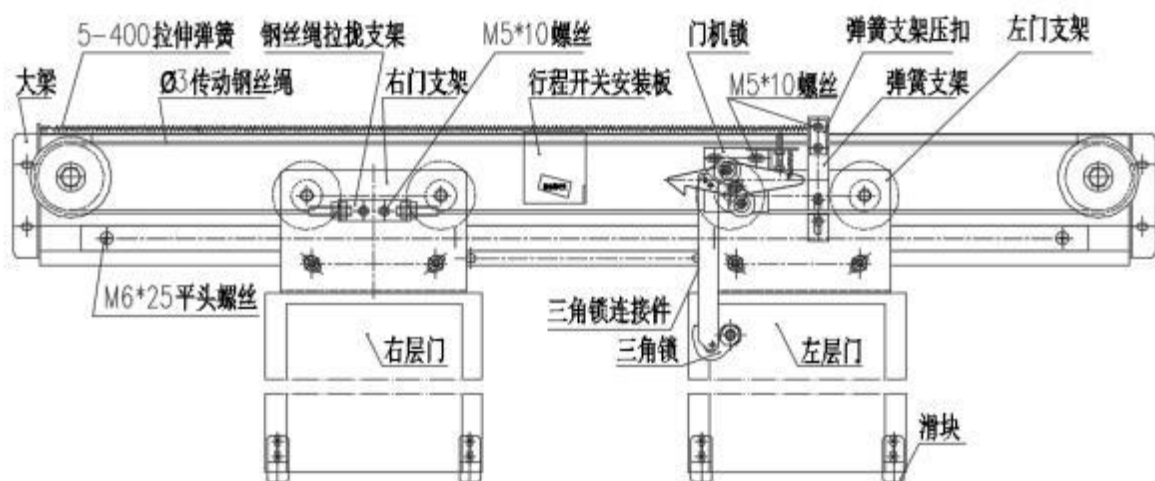 5-400拉伸弹簧
钢丝绳拉拢支架
M5*10螺丝
门机锁
弹簧支架压扣
左门支架
大梁
Ø3传动钢丝绳
右门支架
行程开关安装板
M5*10螺丝
弹簧支架
M6*25平头螺丝
三角锁连接件
右层门
三角锁
左层门
滑块